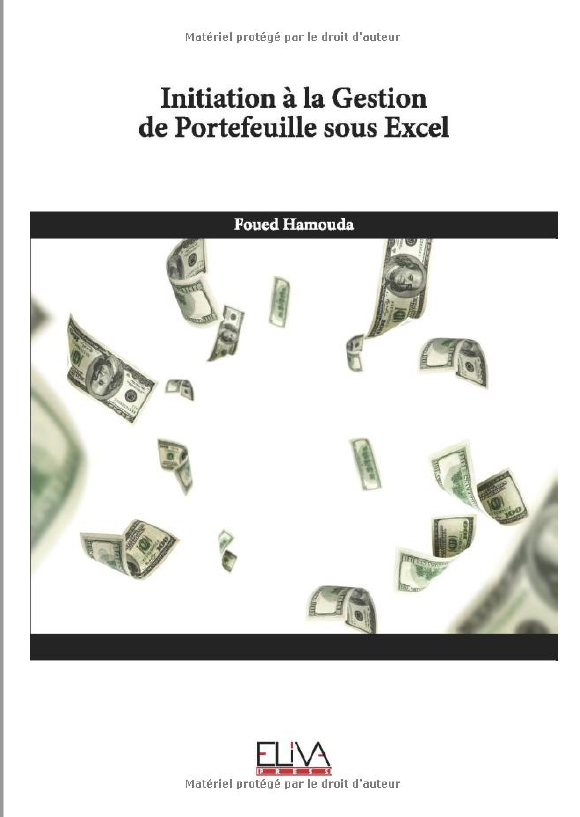 Matériel protégé par le droit d'auteur
Initiation à la Gestion
de Portefeuille sous Excel
Foued Hamouda
ELIVA
PRESS
Matériel protégé par le droit d'auteur